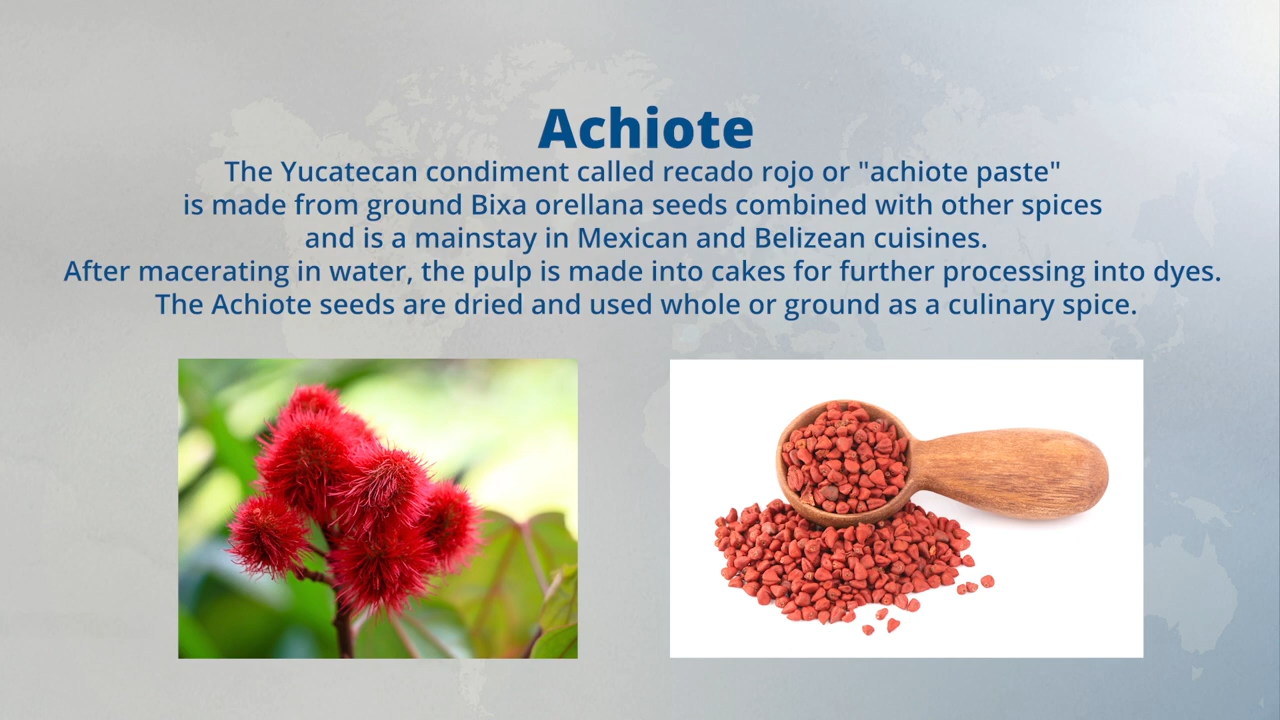 Achiote
The Yucatecan condiment called recado rojo or "achiote paste"
is made from ground Bixa orellana seeds combined with other spices
and is a mainstay in Mexican and Belizean cuisines.
After macerating in water, the pulp is made into cakes for further processing into dyes.
The Achiote seeds are dried and used whole or ground as a culinary spice.